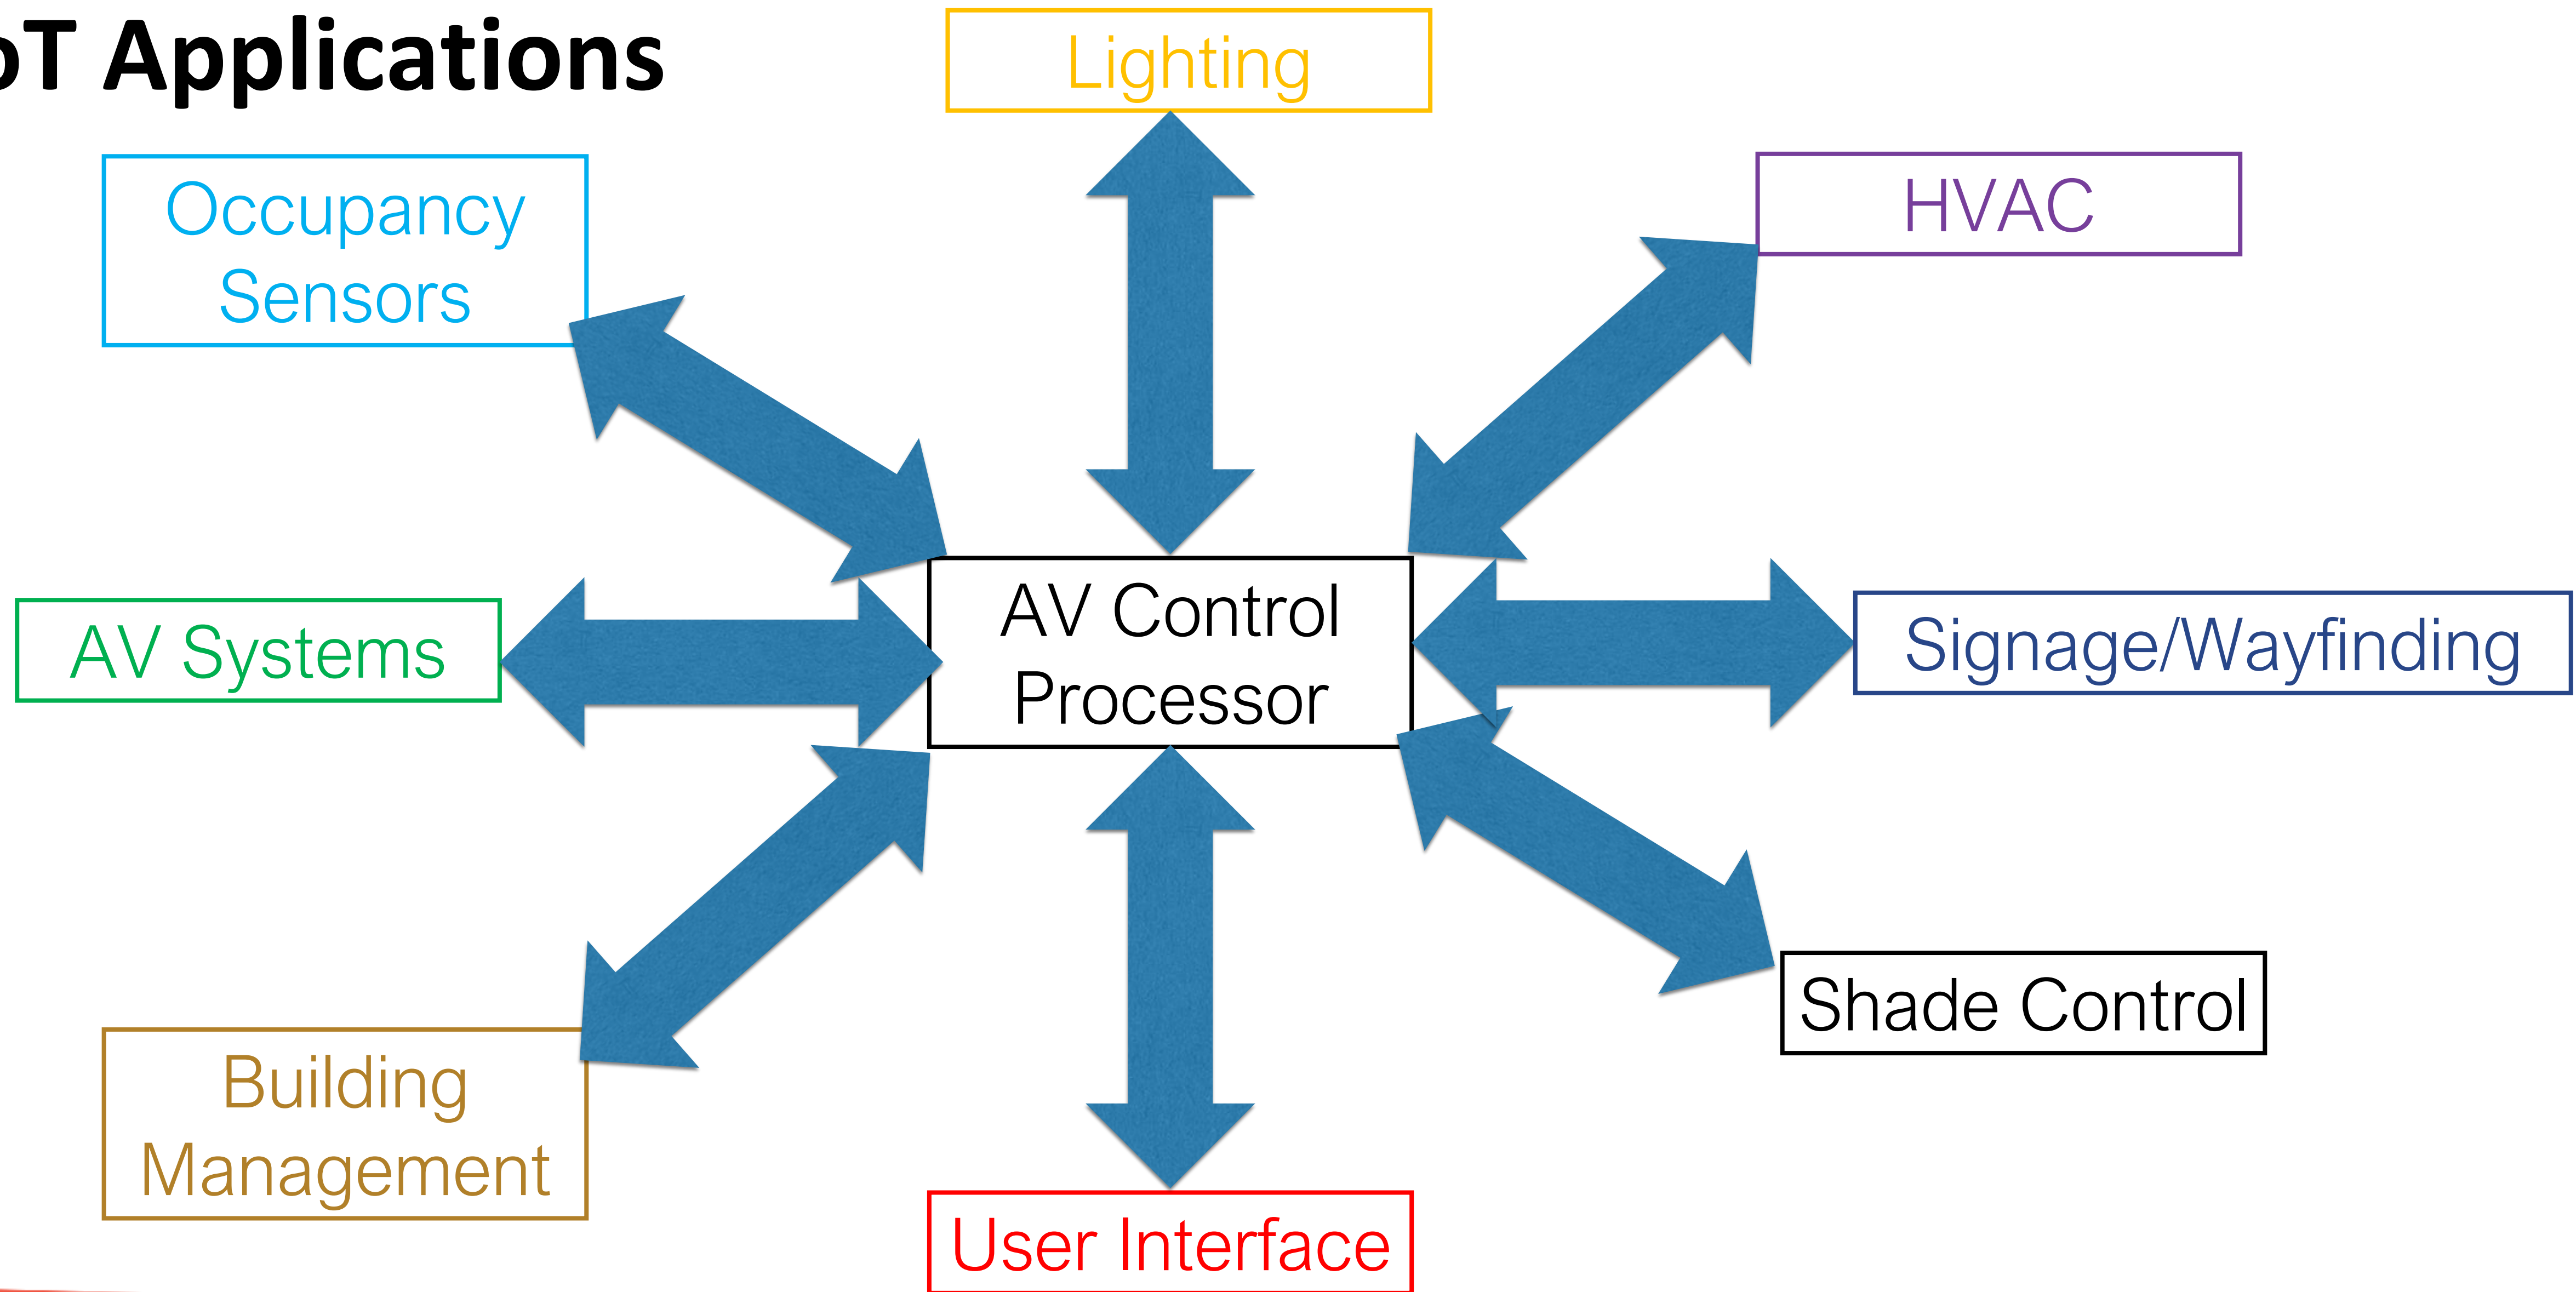 oT Applications
Lighting
Occupancy
Sensors
HVAC
AV Systems
AV Control
Processor
Signage/Wayfinding
Building
Management
Shade Control
User Interface